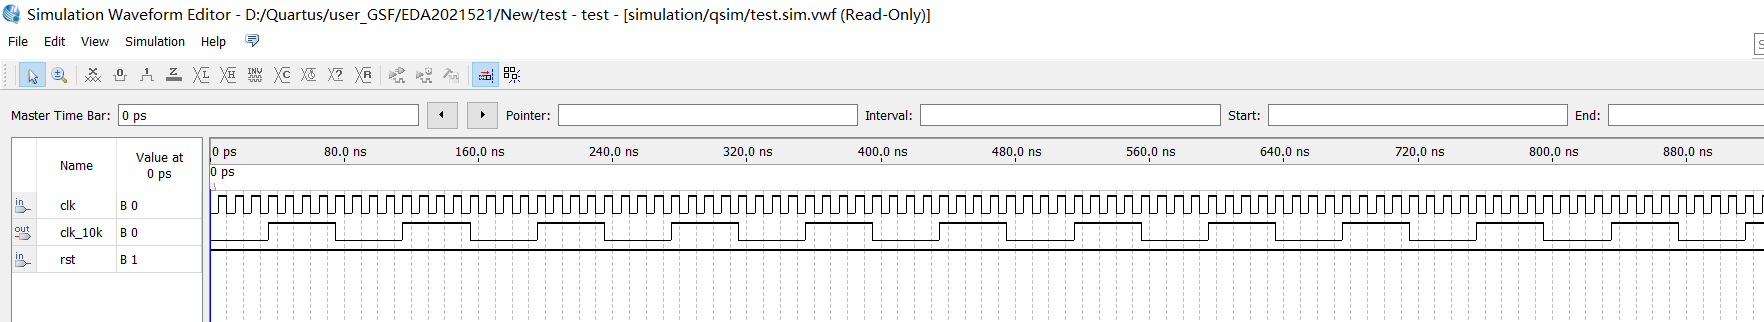 Simulation Waveform Editor - D:/Quartus/user_GSF/EDA2021521/New/test - test - [simulation/qsim/test.sim.vwf (Read-Only)]
File Edit View Simulation Help
Master Time Bar: 0 ps Pointer: Interval: Start: End:
Name Value at 0 ps
0 ps 80.0 ns 160.0 ns 240.0 ns 320.0 ns 400.0 ns 480.0 ns 560.0 ns 640.0 ns 720.0 ns 800.0 ns 880.0 ns
0 ps
in clk B 0
out clk_10k B 0
in rst B 1